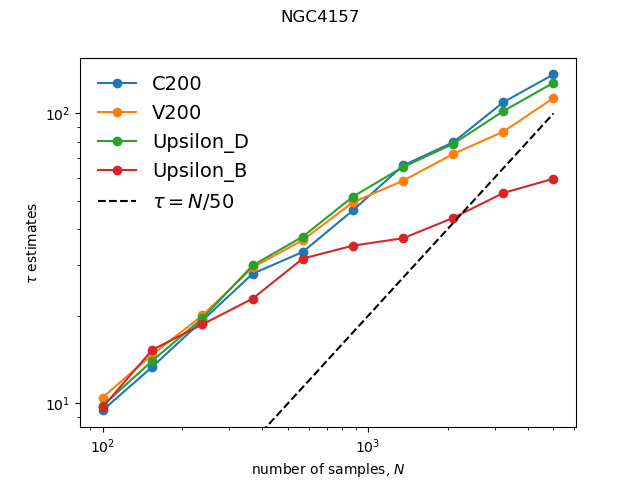 NGC4157
C200
V200
Upsilon_D
Upsilon_B
τ = N/50
10²
10¹
τ estimates
10² 10³
number of samples, N